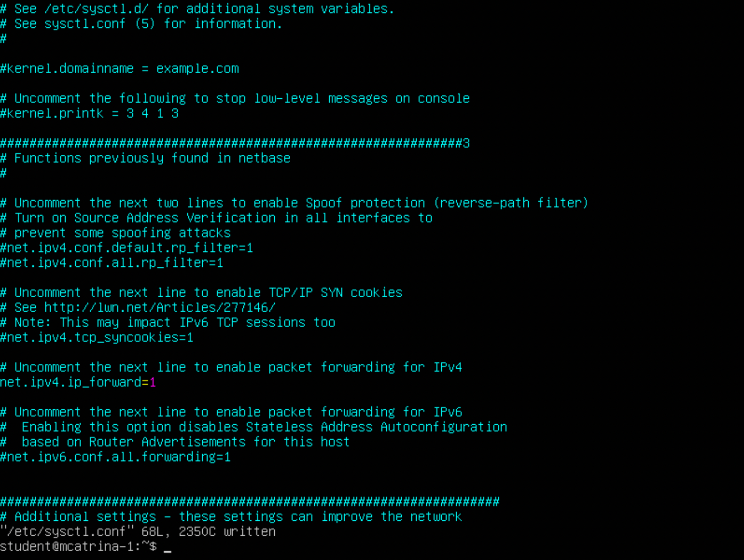 # See /etc/sysctl.d/ for additional system variables.
# See sysctl.conf (5) for information.
#
#kernel.domainname = example.com
# Uncomment the following to stop low-level messages on console
#kernel.printk = 3 4 1 3
##############################################################3
# Functions previously found in netbase
#
# Uncomment the next two lines to enable Spoof protection (reverse-path filter)
# Turn on Source Address Verification in all interfaces to
# prevent some spoofing attacks
#net.ipv4.conf.default.rp_filter=1
#net.ipv4.conf.all.rp_filter=1
# Uncomment the next line to enable TCP/IP SYN cookies
# See http://lwn.net/Articles/277146/
# Note: This may impact IPv6 TCP sessions too
#net.ipv4.tcp_syncookies=1
# Uncomment the next line to enable packet forwarding for IPv4
net.ipv4.ip_forward=1
# Uncomment the next line to enable packet forwarding for IPv6
#  Enabling this option disables Stateless Address Autoconfiguration
#  based on Router Advertisements for this host
#net.ipv6.conf.all.forwarding=1
###################################################################
# Additional settings - these settings can improve the network
"/etc/sysctl.conf" 68L, 2350C written
student@mcatrina-1:~$ _